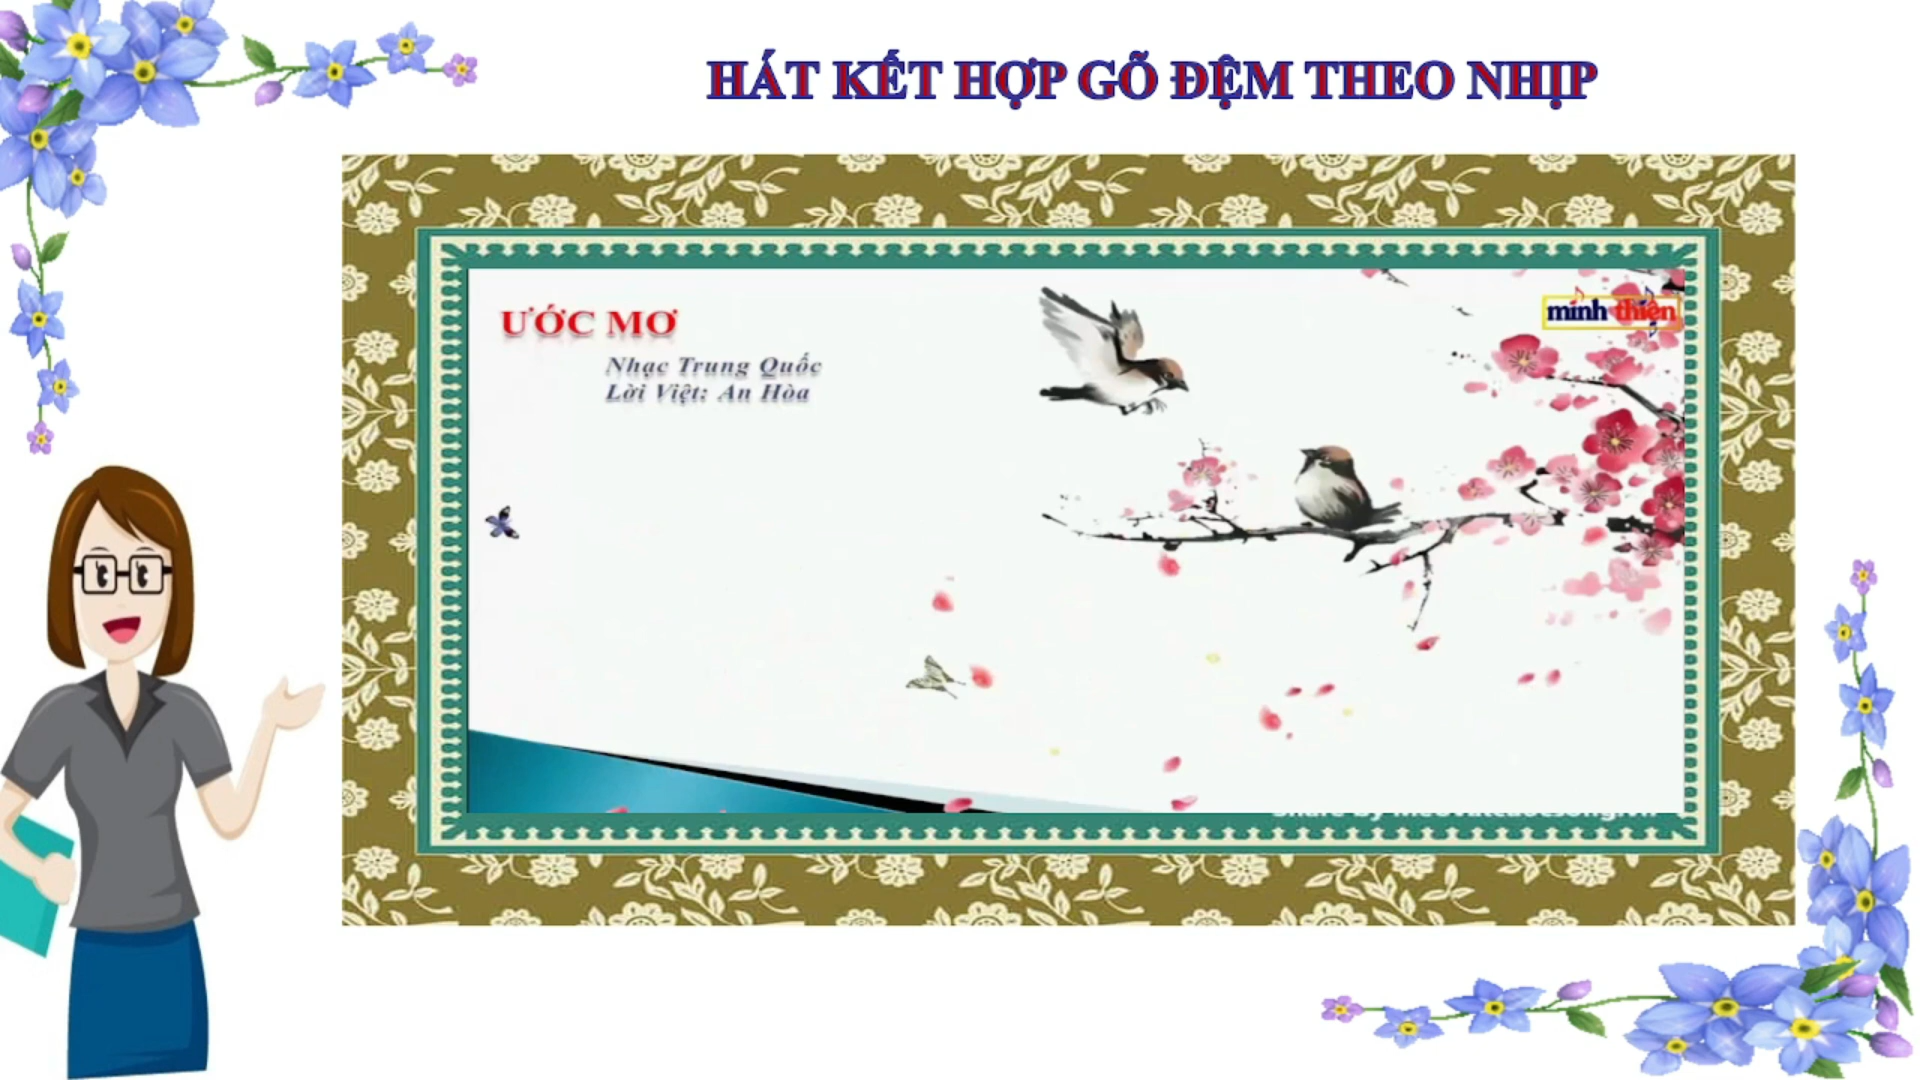 HÁT KẾT HỢP GÕ ĐỆM THEO NHỊP
ƯỚC MƠ
minh thiện
Nhạc Trung Quốc
Lời Việt: An Hòa